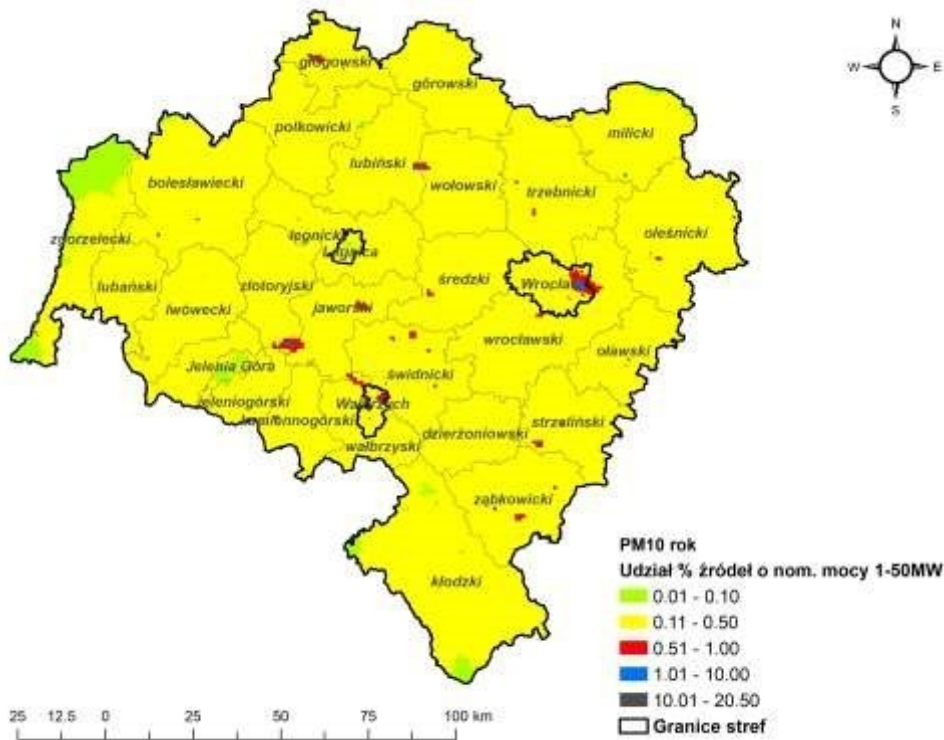 N
W E
S
głogowski
górowski
polkowicki
milicki
lubiński
bolesławiecki
wołowski
trzebnicki
oleśnicki
zgorzelecki
legnicki
Legnica
lubański
złotoryjski
średzki
Wrocła
lwówecki
jaworski
wrocławski
oławski
Jelenia Góra
świdnicki
jeleniogórski
Wałbrzych
kamiennogórski
strzeliński
dzierżoniowski
wałbrzyski
ząbkowicki
kłodzki
PM10 rok
Udział % źródeł o nom. mocy 1-50MW
0.01 - 0.10
0.11 - 0.50
0.51 - 1.00
1.01 - 10.00
10.01 - 20.50
Granice stref
25 12.5 0 25 50 75 100 km